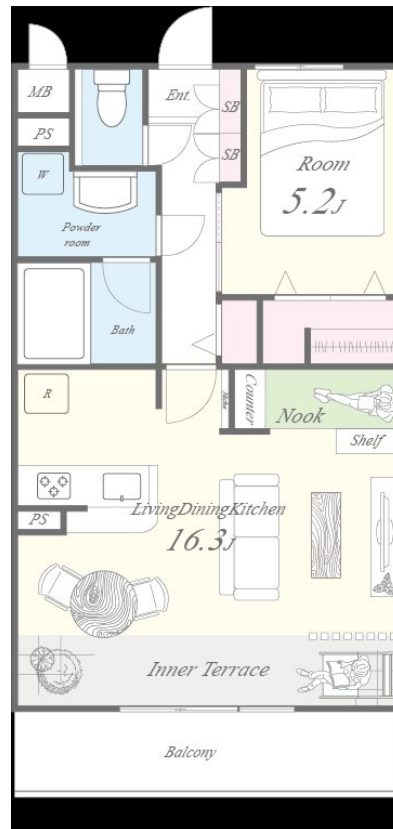 MB
Ent.
SB
PS
SB
W
Room
5.2J
Powder
room
Bath
R
Counter
Nook
Shelf
LivingDiningKitchen
16.3J
PS
Inner Terrace
Balcony